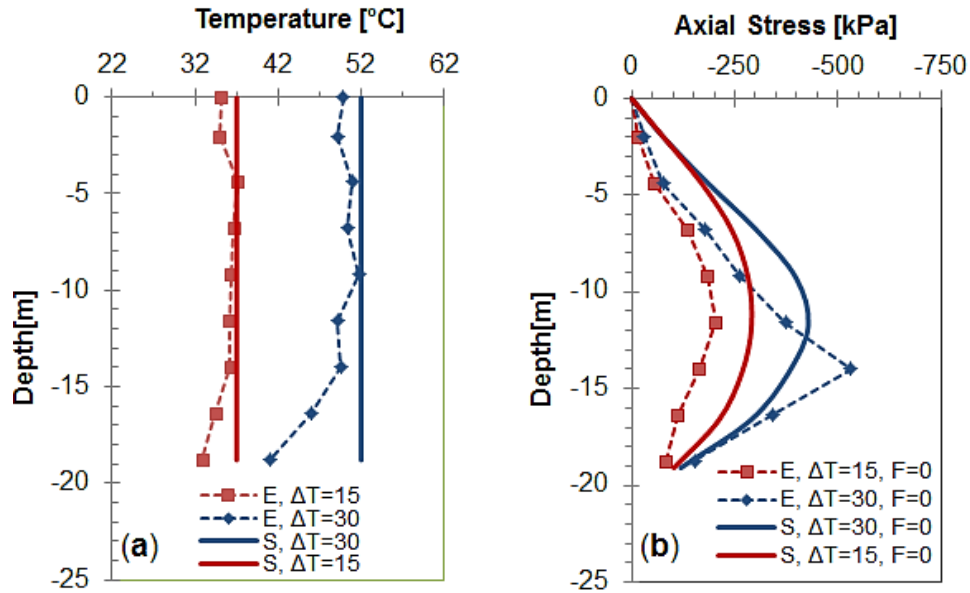 Temperature [°C]
22 32 42 52 62
0
-5
-10
-15
-20
-25
Depth[m]
E, ΔT=15
E, ΔT=30
S, ΔT=30
S, ΔT=15
(a)
Axial Stress [kPa]
0 -250 -500 -750
0
-5
-10
-15
-20
-25
Depth[m]
E, ΔT=15, F=0
E, ΔT=30, F=0
S, ΔT=30, F=0
S, ΔT=15, F=0
(b)